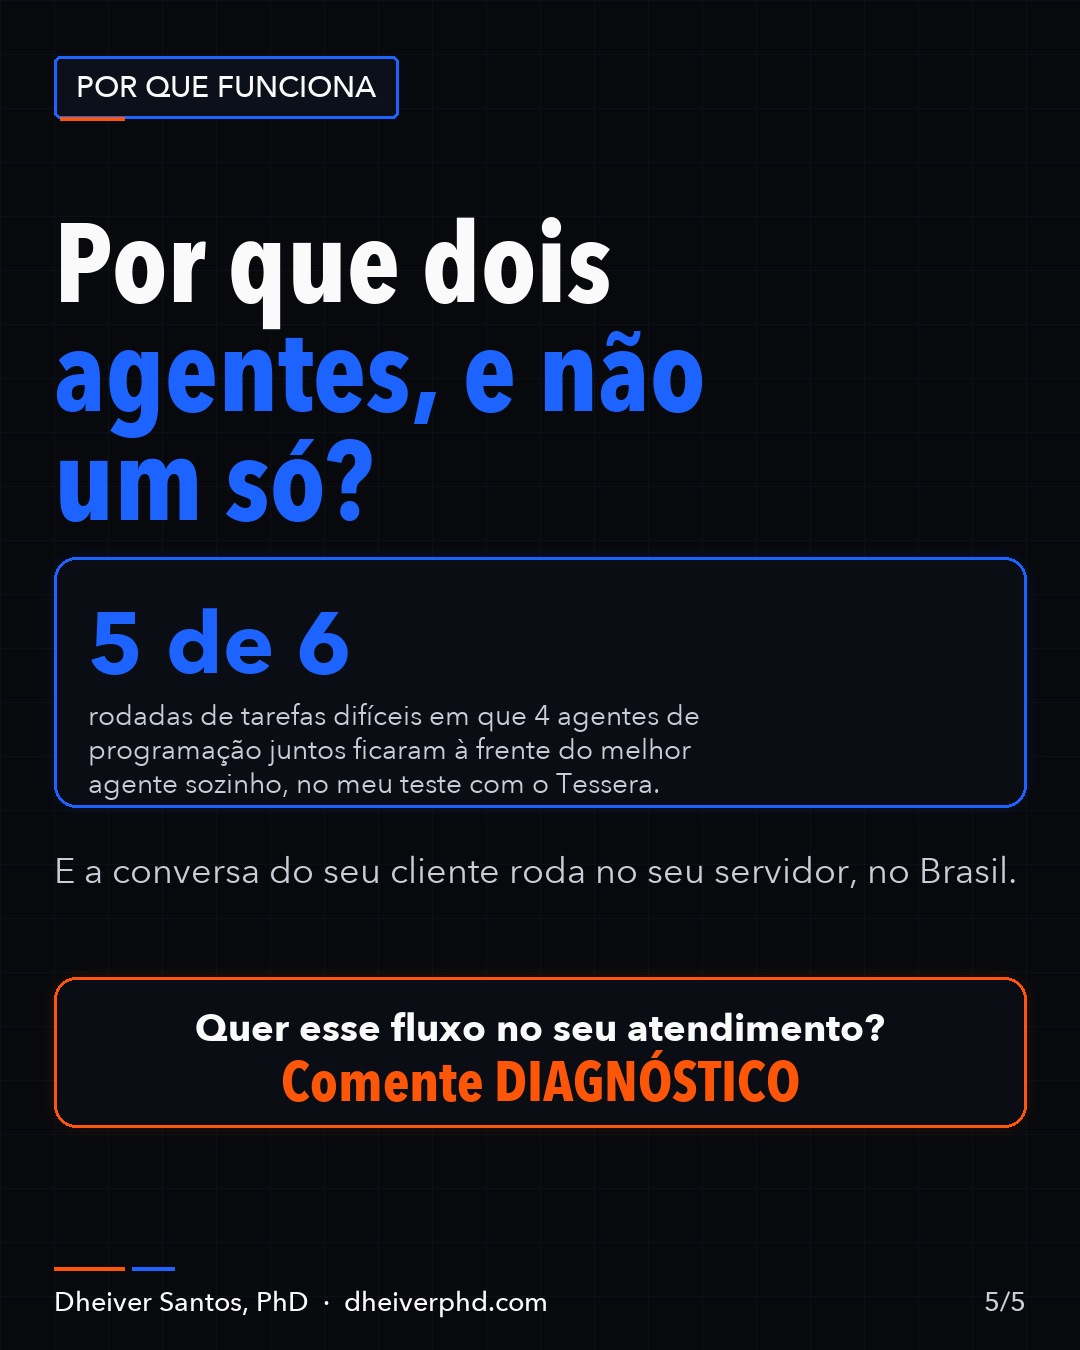 POR QUE FUNCIONA
Por que dois
agentes, e não
um só?
5 de 6
rodadas de tarefas difíceis em que 4 agentes de
programação juntos ficaram à frente do melhor
agente sozinho, no meu teste com o Tessera.
E a conversa do seu cliente roda no seu servidor, no Brasil.
Quer esse fluxo no seu atendimento?
Comente DIAGNÓSTICO
Dheiver Santos, PhD · dheiverphd.com
5/5